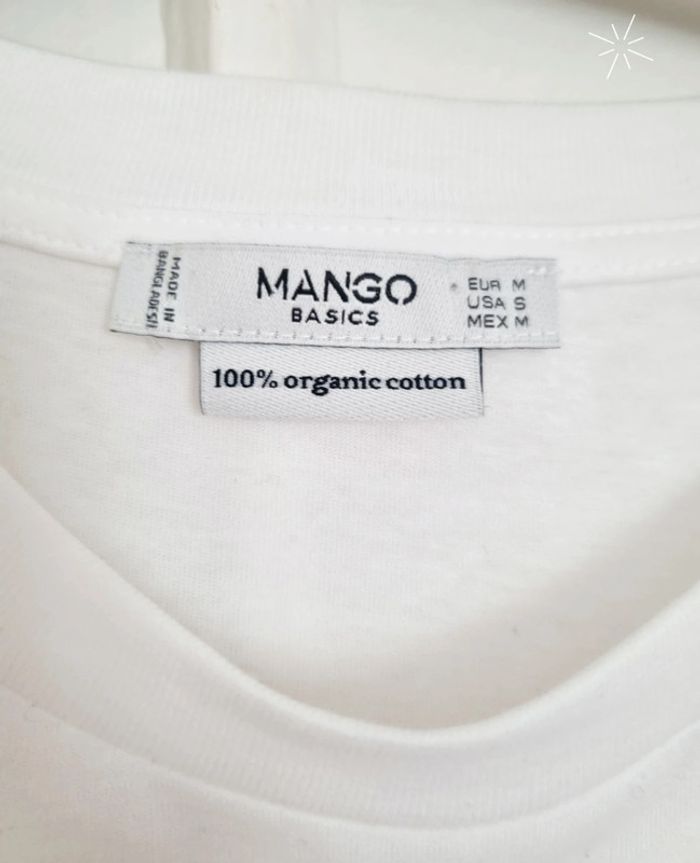 MADE IN
BANGLADESH
MANGO
BASICS
EUR M
USA S
MEX M
100% organic cotton